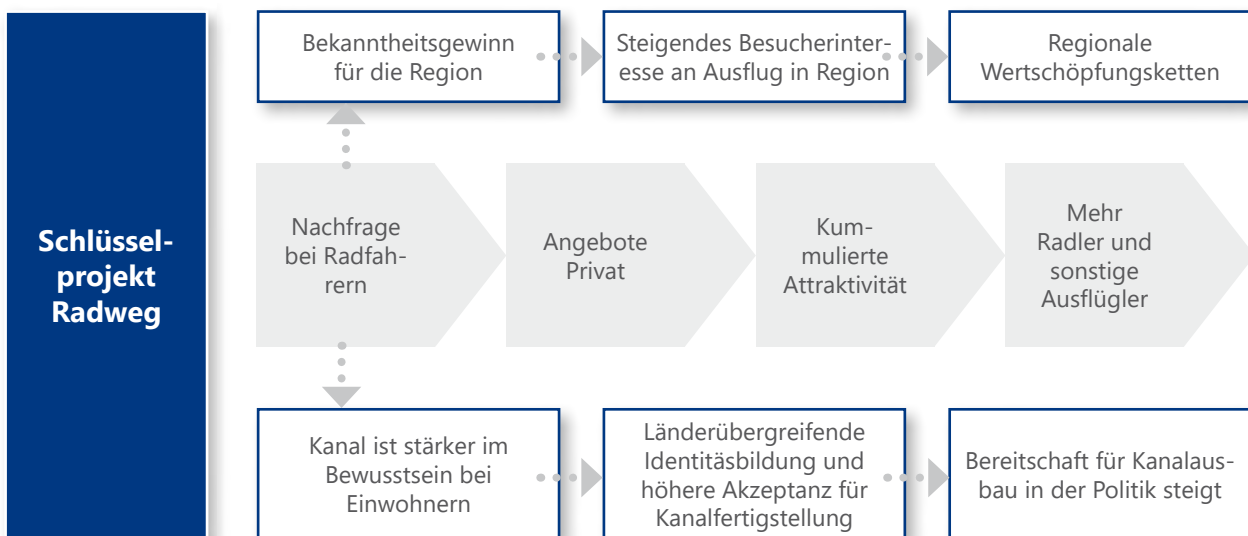 Schlüssel-
projekt
Radweg
Bekanntheitsgewinn
für die Region
Steigendes Besucherinter-
esse an Ausflug in Region
Regionale
Wertschöpfungsketten
Nachfrage
bei Radfah-
rern
Angebote
Privat
Kum-
mulierte
Attraktivität
Mehr
Radler und
sonstige
Ausflügler
Kanal ist stärker im
Bewusstsein bei
Einwohnern
Länderübergreifende
Identitäsbildung und
höhere Akzeptanz für
Kanalfertigstellung
Bereitschaft für Kanalaus-
bau in der Politik steigt